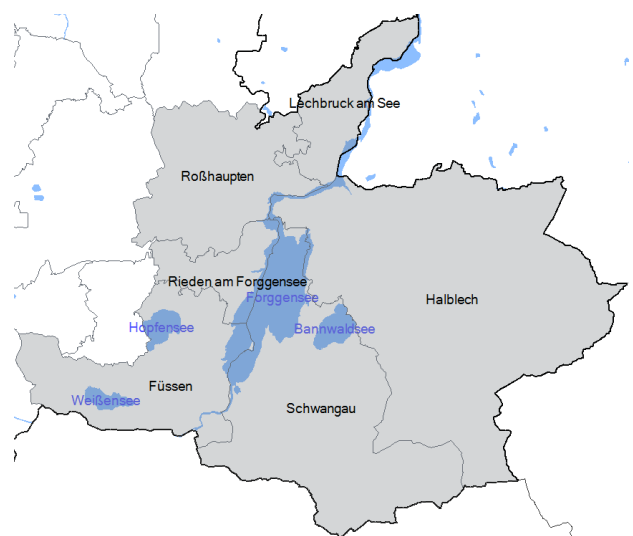 Lechbruck am See
Roßhaupten
Rieden am Forggensee
Forggensee
Halblech
Hopfensee
Bannwaldsee
Füssen
Weißensee
Schwangau